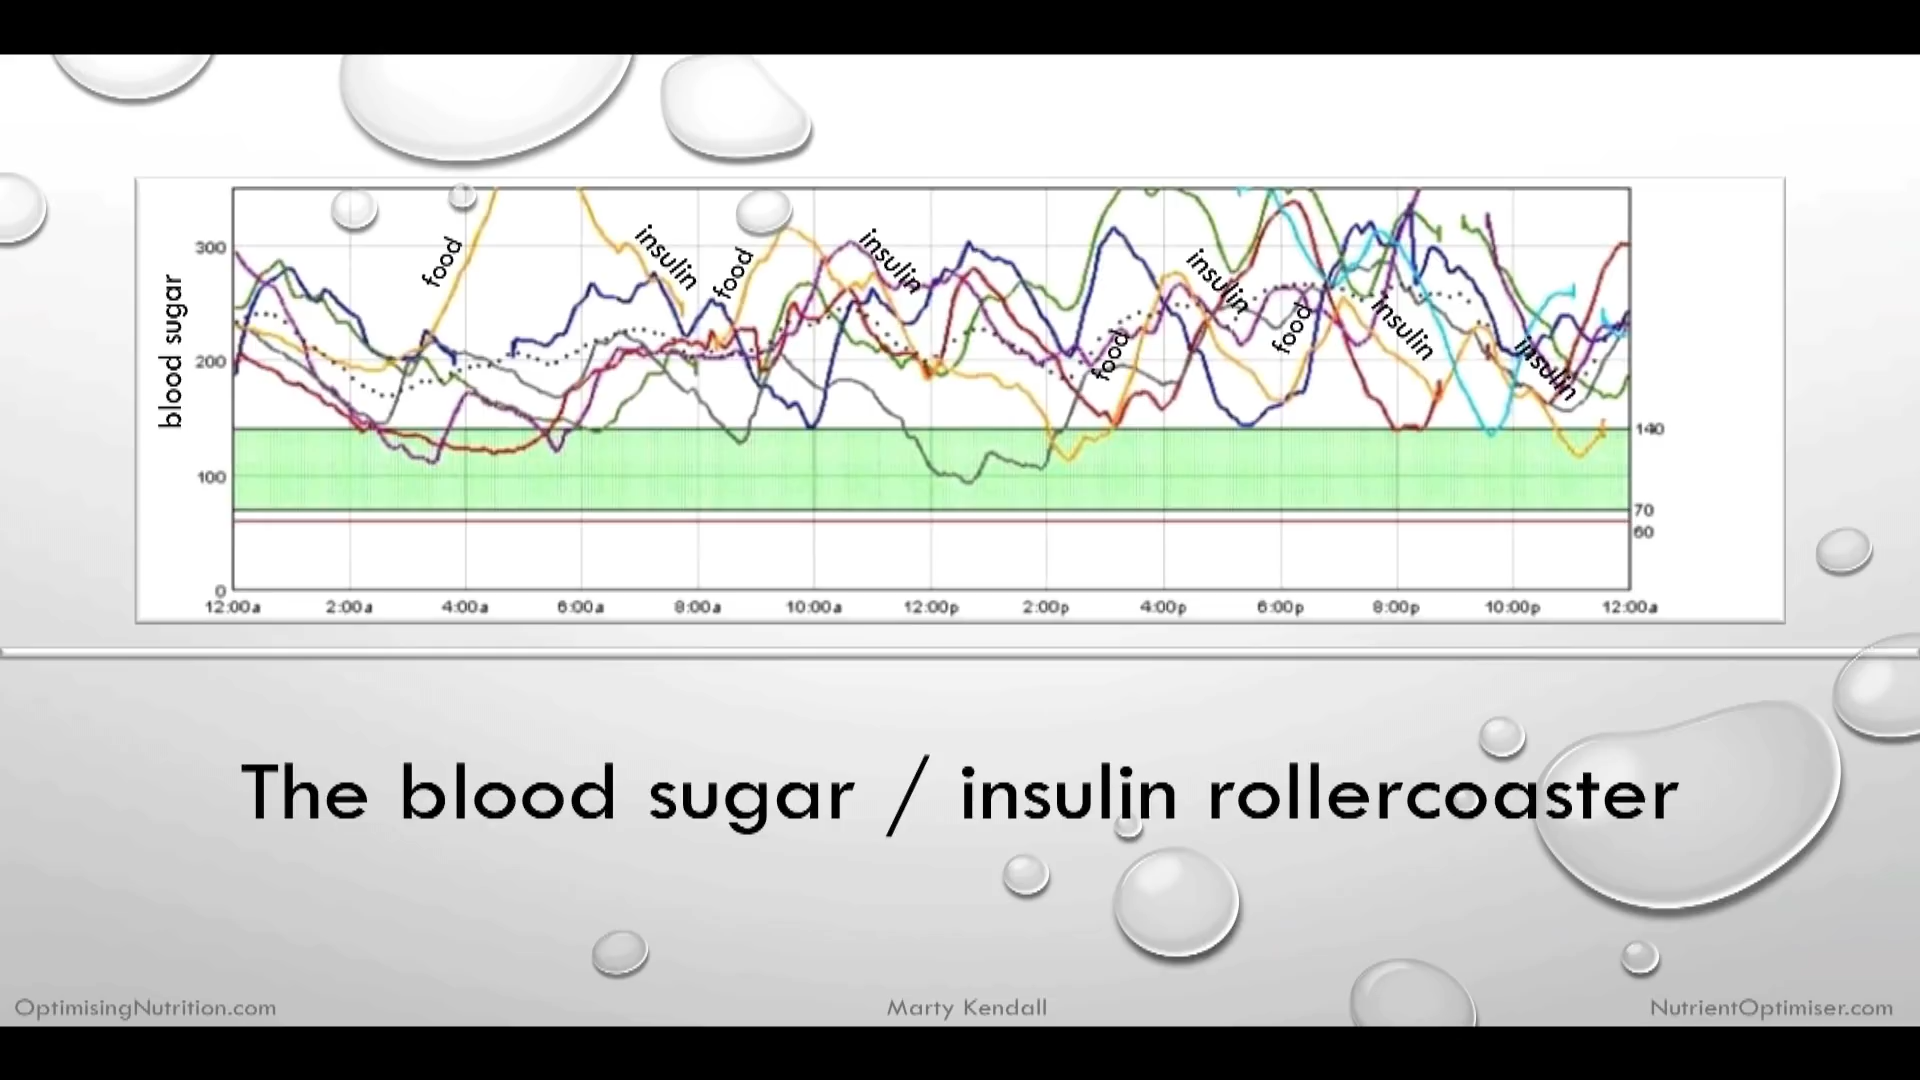 blood sugar
300
200
100
0
140
70
60
food
insulin
food
insulin
food
insulin
food
insulin
insulin
12:00a 2:00a 4:00a 6:00a 8:00a 10:00a 12:00p 2:00p 4:00p 6:00p 8:00p 10:00p 12:00a
The blood sugar / insulin rollercoaster
OptimisingNutrition.com Marty Kendall NutrientOptimiser.com